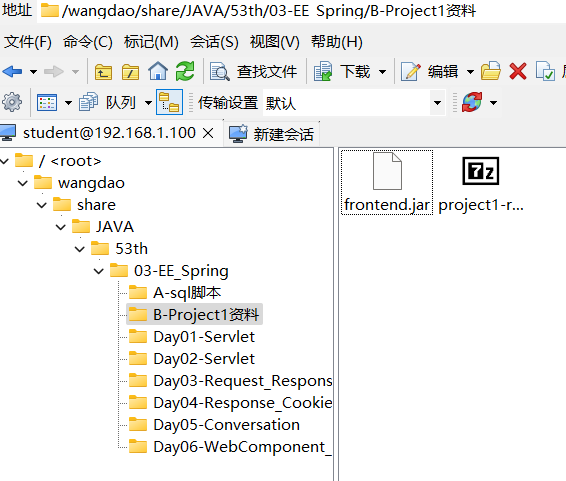 地址 /wangdao/share/JAVA/53th/03-EE_Spring/B-Project1资料
文件(F) 命令(C) 标记(M) 会话(S) 视图(V) 帮助(H)
查找文件 下载 编辑
队列 传输设置 默认
student@192.168.1.100 新建会话
/ <root>
wangdao
share
JAVA
53th
03-EE_Spring
A-sql脚本
B-Project1资料
Day01-Servlet
Day02-Servlet
Day03-Request_Respons
Day04-Response_Cookie
Day05-Conversation
Day06-WebComponent_
7z
frontend.jar project1-r...